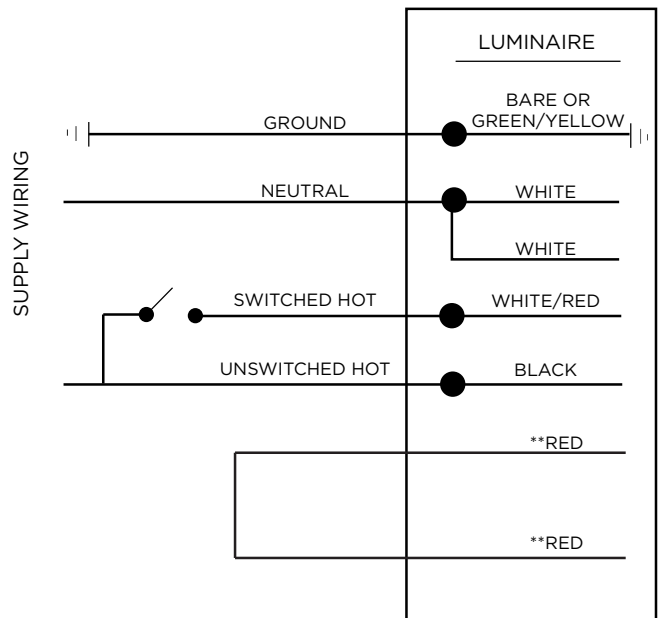 LUMINAIRE
SUPPLY WIRING
GROUND
BARE OR
GREEN/YELLOW
NEUTRAL
WHITE
WHITE
SWITCHED HOT
WHITE/RED
UNSWITCHED HOT
BLACK
**RED
**RED